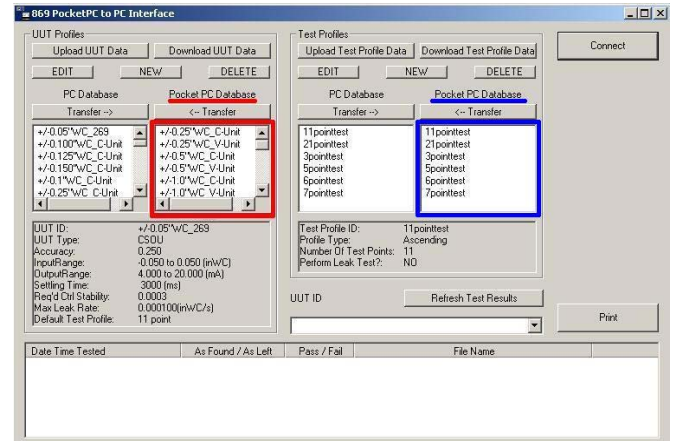 869 PocketPC to PC Interface
UUT Profiles
Upload UUT Data
Download UUT Data
EDIT
NEW
DELETE
PC Database
Pocket PC Database
Transfer -->
<-- Transfer
+/-0.05"WC_269
+/-0.100"WC_C-Unit
+/-0.125"WC_C-Unit
+/-0.150"WC_C-Unit
+/-0.1"WC_C-Unit
+/-0.25"WC C-Unit
+/-0.25"WC_C-Unit
+/-0.25"WC_V-Unit
+/-0.5"WC_C-Unit
+/-0.5"WC_V-Unit
+/-1.0"WC_C-Unit
+/-1.0"WC V-Unit
UUT ID: +/-0.05"WC_269
UUT Type: CSOU
Accuracy: 0.250
InputRange: -0.050 to 0.050 (inWC)
OutputRange: 4.000 to 20.000 (mA)
Settling Time: 3000 (ms)
Req'd Ctrl Stability: 0.0003
Max Leak Rate: 0.000100(inWC/s)
Default Test Profile: 11 point
Test Profiles
Upload Test Profile Data
Download Test Profile Data
EDIT
NEW
DELETE
PC Database
Pocket PC Database
Transfer -->
<-- Transfer
11pointtest
21pointtest
3pointtest
5pointtest
6pointtest
7pointtest
11pointtest
21pointtest
3pointtest
5pointtest
6pointtest
7pointtest
Test Profile ID: 11pointtest
Profile Type: Ascending
Number Of Test Points: 11
Perform Leak Test?: NO
UUT ID
Refresh Test Results
Connect
Print
Date Time Tested
As Found / As Left
Pass / Fail
File Name